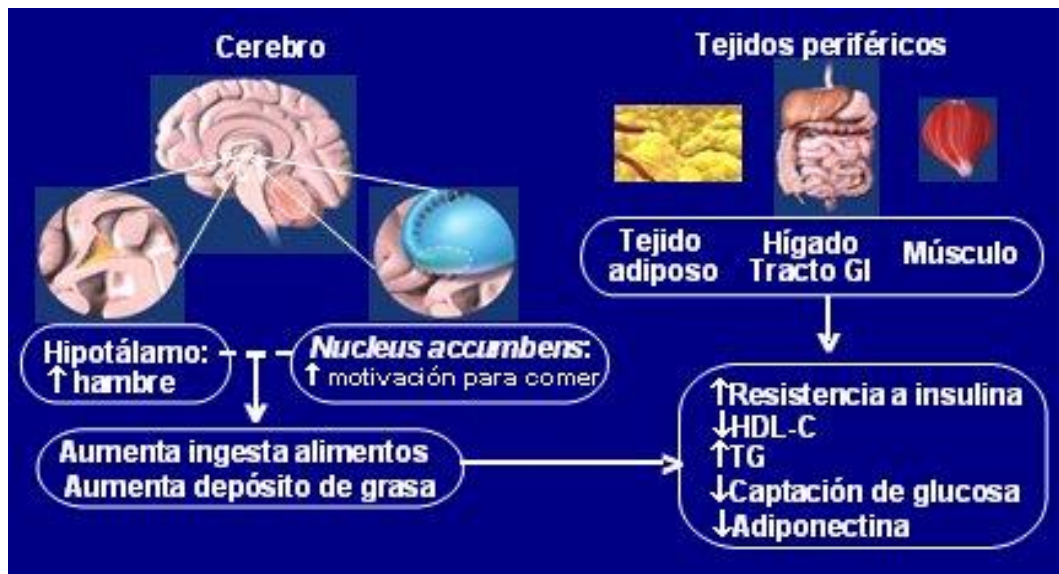 Cerebro
Tejidos periféricos
Tejido
adiposo
Hígado
Tracto GI
Músculo
Hipotálamo:
↑ hambre
Nucleus accumbens:
↑ motivación para comer
Aumenta ingesta alimentos
Aumenta depósito de grasa
↑Resistencia a insulina
↓HDL-C
↑TG
↓Captación de glucosa
↓Adiponectina